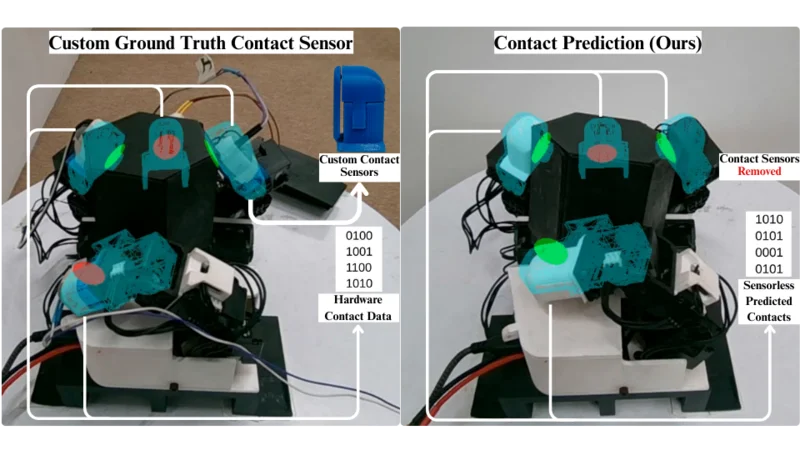 Custom Ground Truth Contact Sensor
Custom Contact
Sensors
0100
1001
1100
1010
Hardware
Contact Data
Contact Prediction (Ours)
Contact Sensors
Removed
1010
0101
0001
0101
Sensorless
Predicted
Contacts